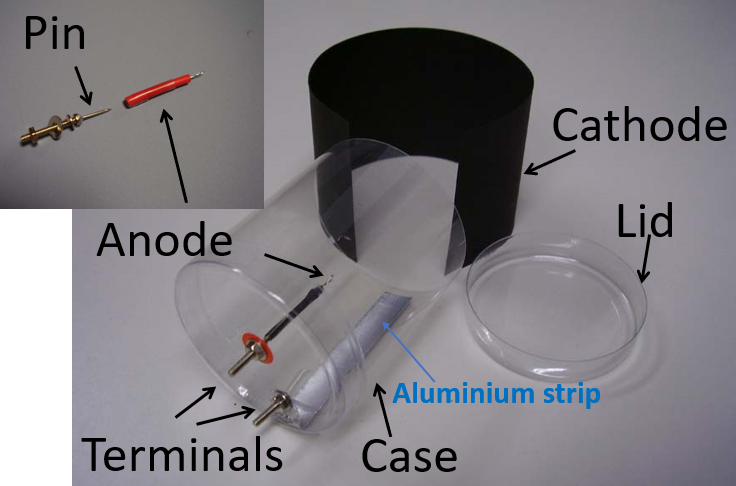 Pin
Cathode
Lid
Anode
Aluminium strip
Terminals
Case